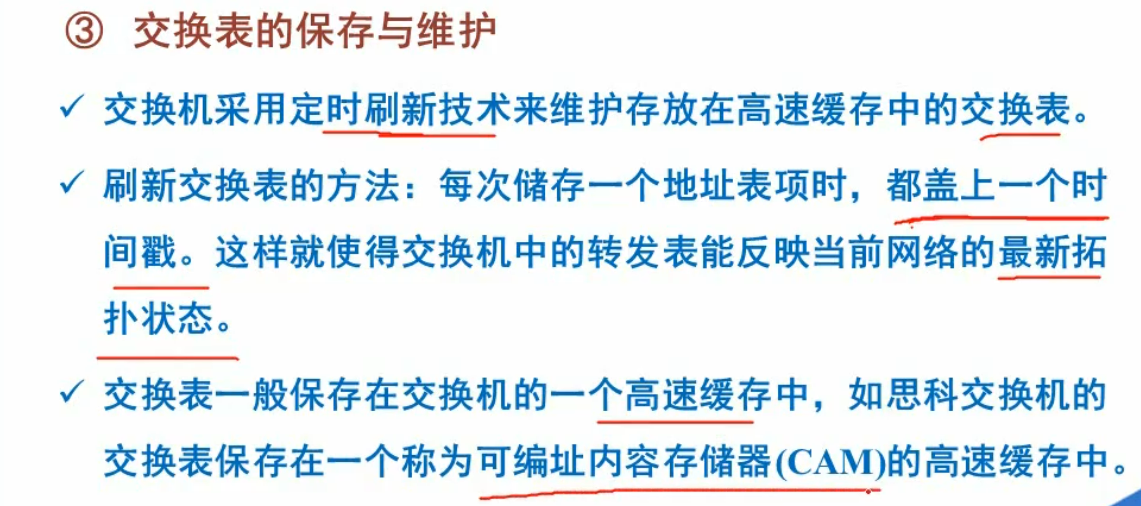 ③ 交换表的保存与维护
✓ 交换机采用定时刷新技术来维护存放在高速缓存中的交换表。
✓ 刷新交换表的方法：每次储存一个地址表项时，都盖上一个时
间戳。这样就使得交换机中的转发表能反映当前网络的最新拓
扑状态。
✓ 交换表一般保存在交换机的一个高速缓存中，如思科交换机的
交换表保存在一个称为可编址内容存储器(CAM)的高速缓存中。